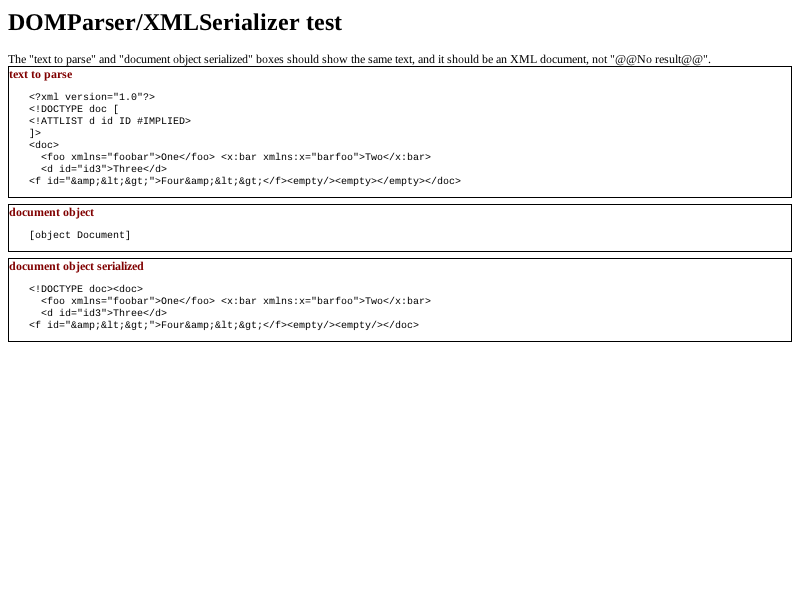 DOMParser/XMLSerializer test
The "text to parse" and "document object serialized" boxes should show the same text, and it should be an XML document, not "@@No result@@".
text to parse
<?xml version="1.0"?>
<!DOCTYPE doc [
<!ATTLIST d id ID #IMPLIED>
]>
<doc>
  <foo xmlns="foobar">One</foo> <x:bar xmlns:x="barfoo">Two</x:bar>
  <d id="id3">Three</d>
<f id="&amp;&lt;&gt;">Four&amp;&lt;&gt;</f><empty/><empty></empty></doc>
document object
[object Document]
document object serialized
<!DOCTYPE doc><doc>
  <foo xmlns="foobar">One</foo> <x:bar xmlns:x="barfoo">Two</x:bar>
  <d id="id3">Three</d>
<f id="&amp;&lt;&gt;">Four&amp;&lt;&gt;</f><empty/><empty/></doc>